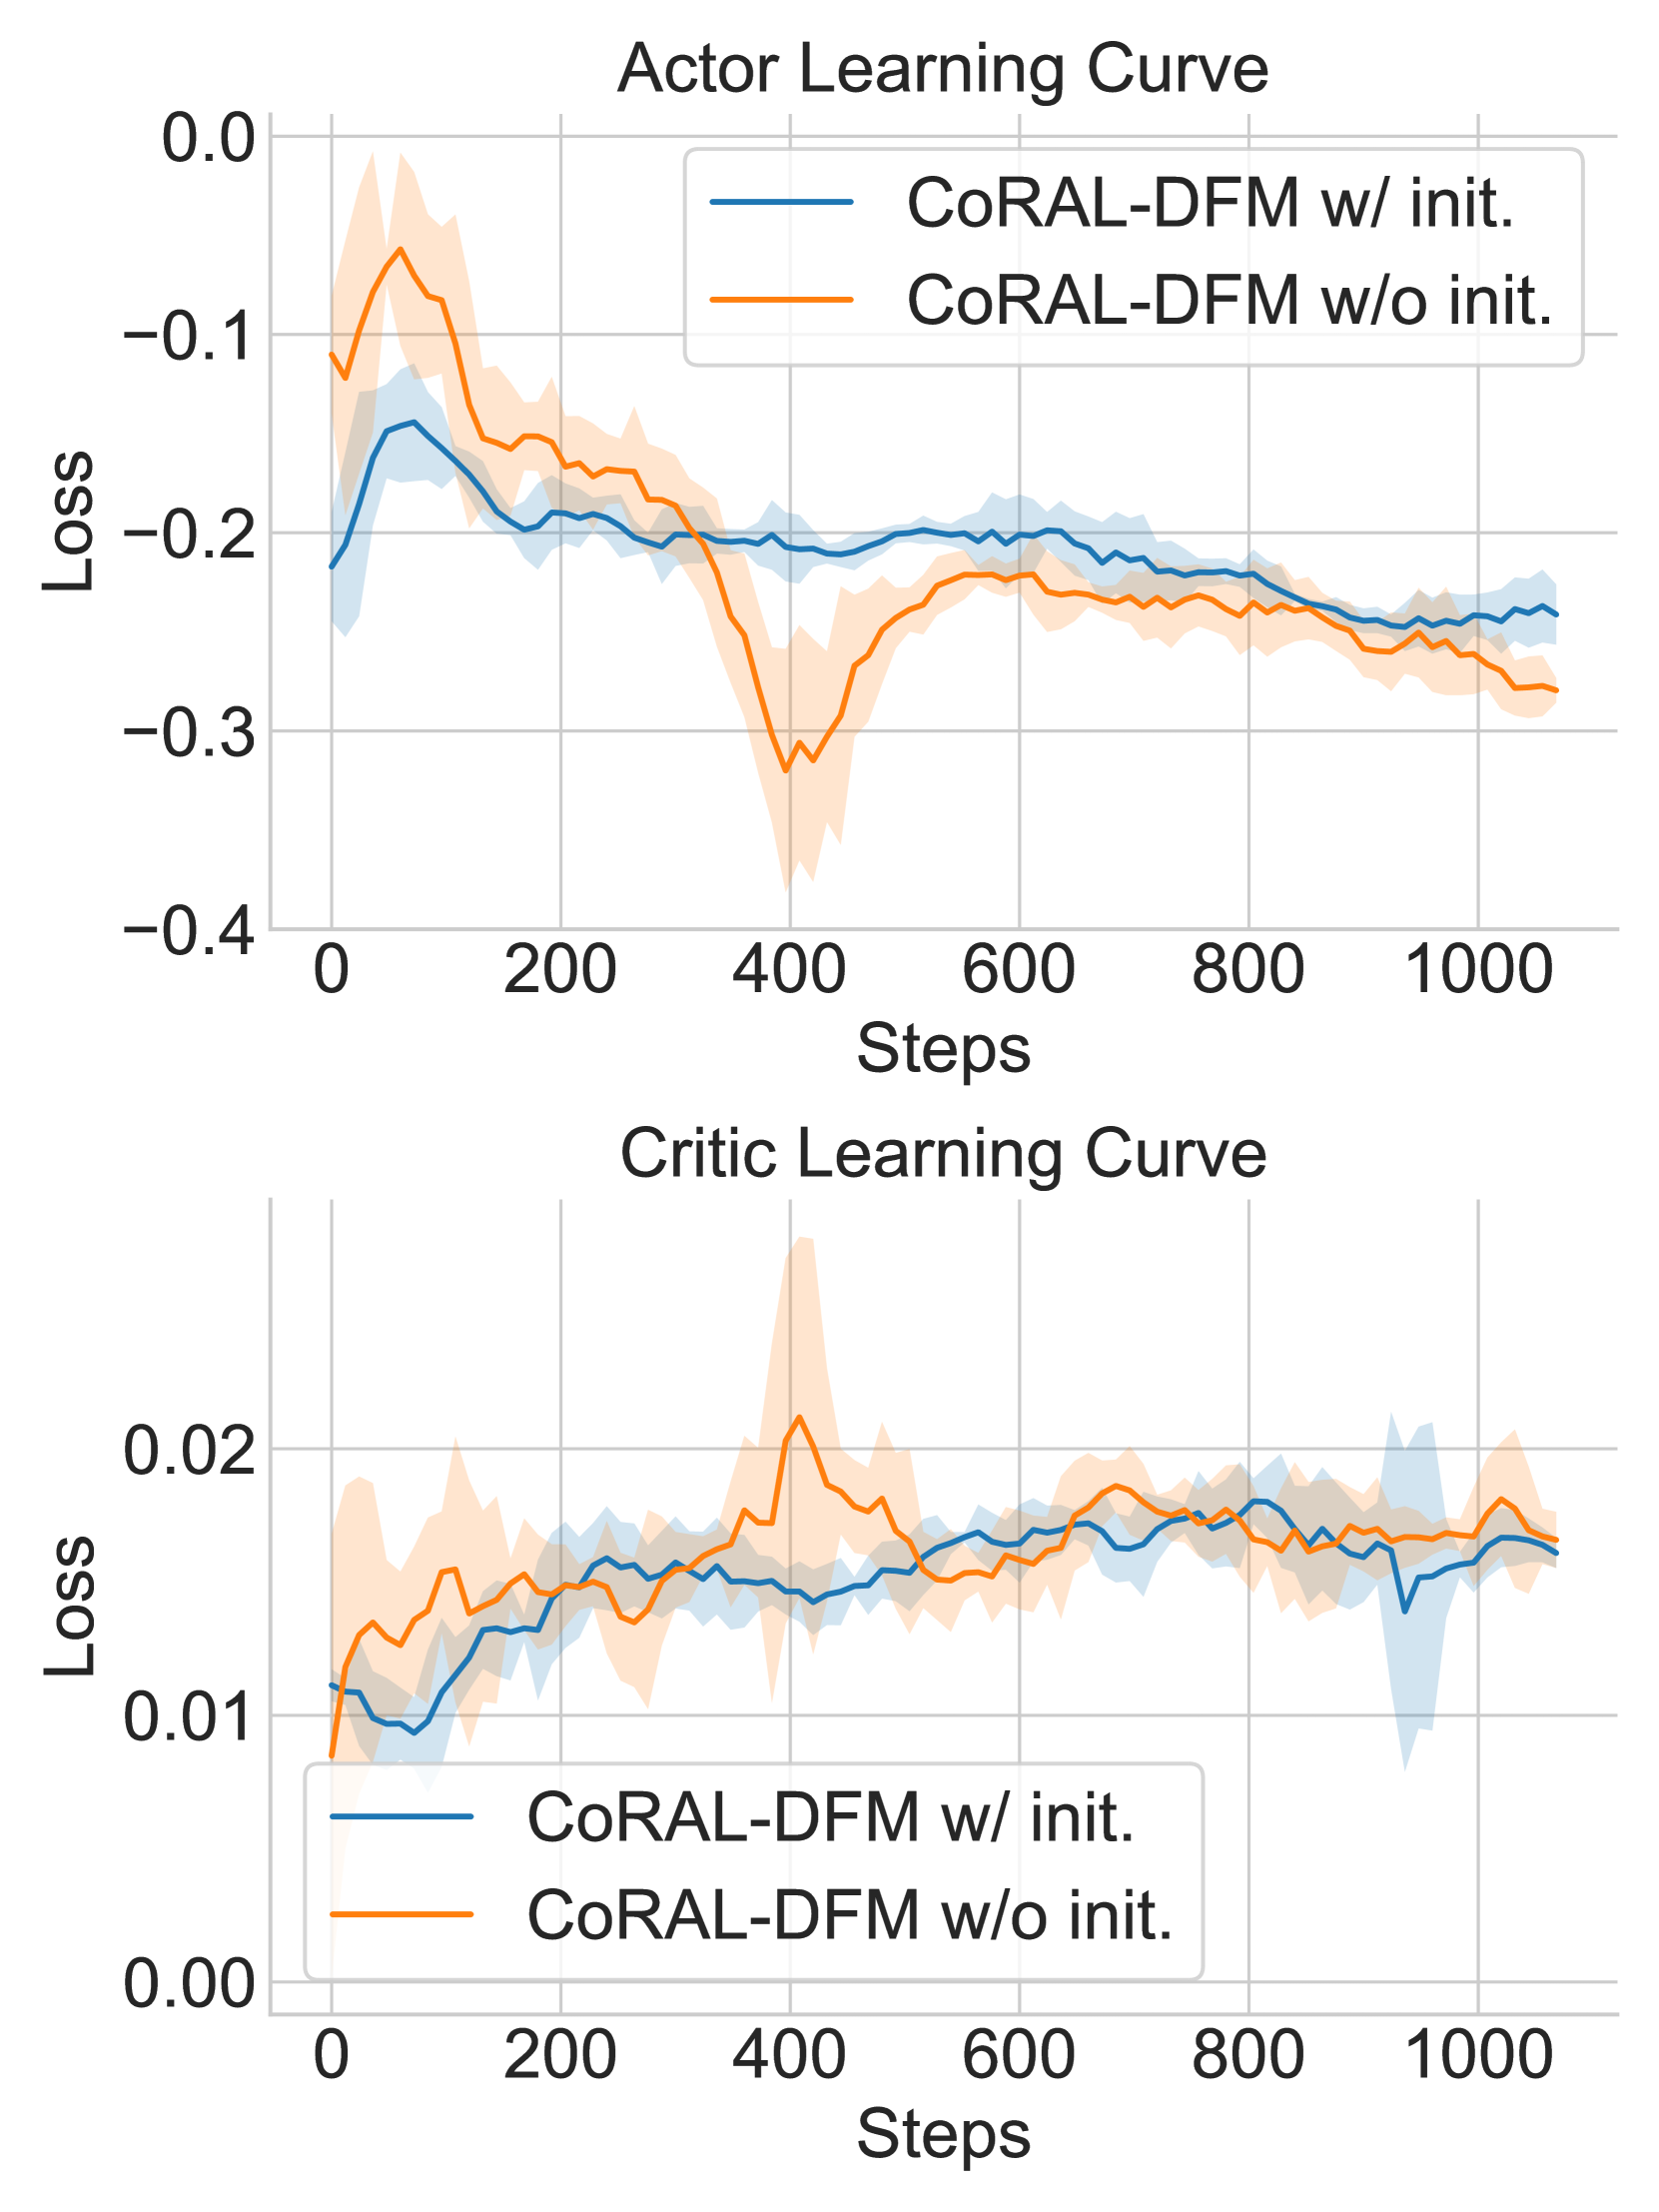 Actor Learning Curve
0.0
−0.1
−0.2
−0.3
−0.4
Loss
CoRAL-DFM w/ init.
CoRAL-DFM w/o init.
0 200 400 600 800 1000
Steps
Critic Learning Curve
0.02
0.01
0.00
Loss
CoRAL-DFM w/ init.
CoRAL-DFM w/o init.
0 200 400 600 800 1000
Steps